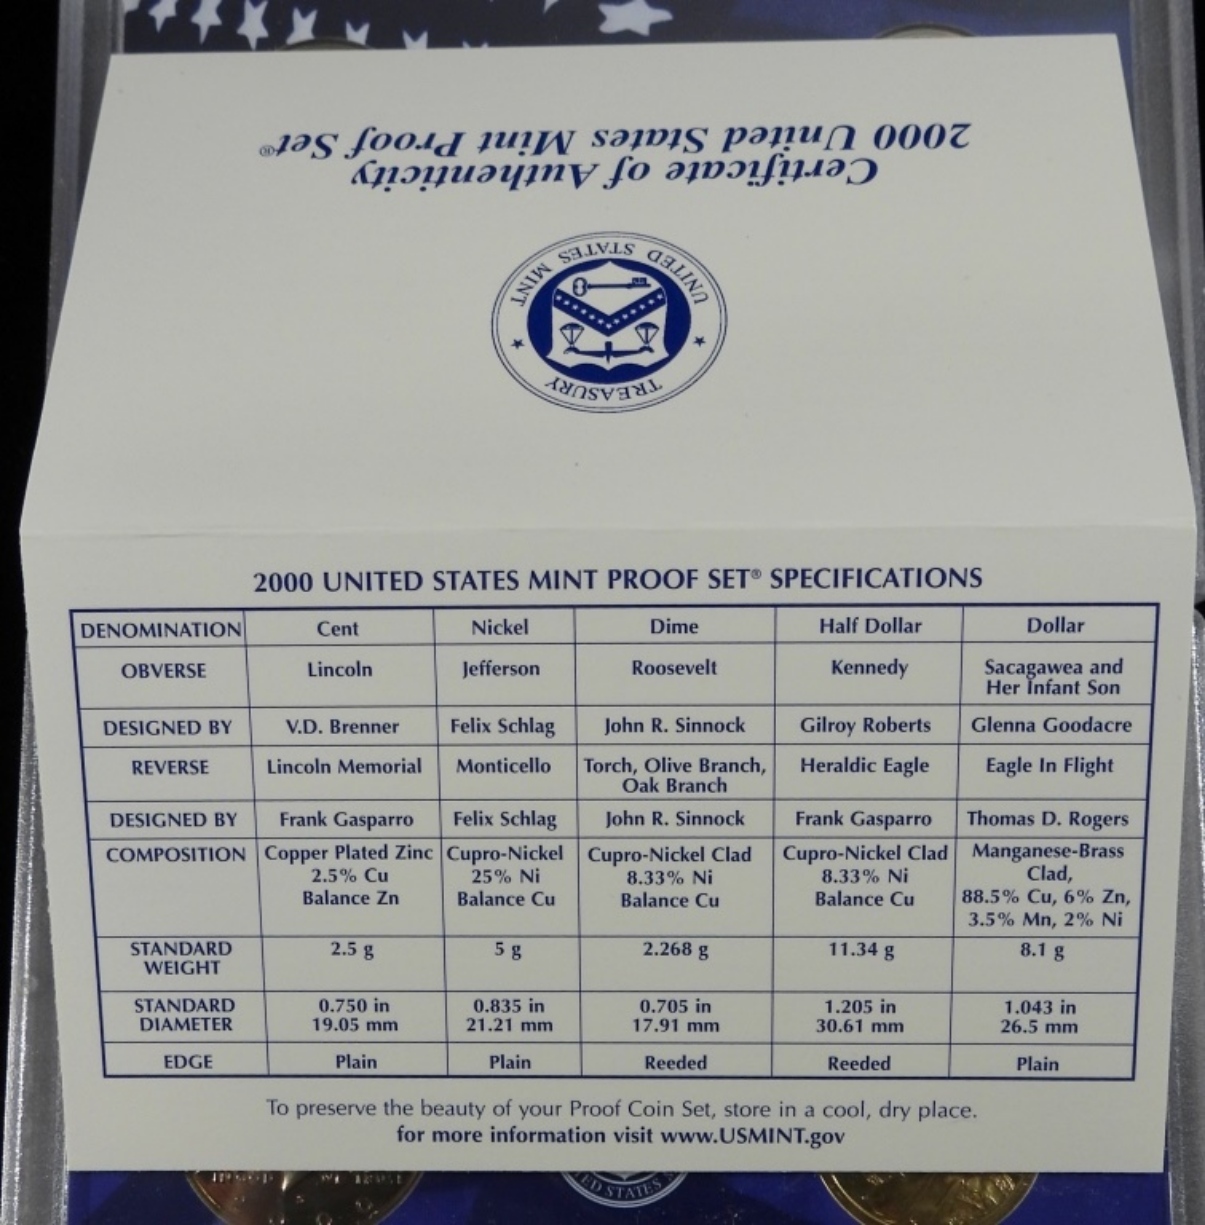 Certificate of Authenticity
2000 United States Mint Proof Set®
UNITED STATES MINT
TREASURY
2000 UNITED STATES MINT PROOF SET® SPECIFICATIONS
DENOMINATION Cent Nickel Dime Half Dollar Dollar
OBVERSE Lincoln Jefferson Roosevelt Kennedy Sacagawea and
Her Infant Son
DESIGNED BY V.D. Brenner Felix Schlag John R. Sinnock Gilroy Roberts Glenna Goodacre
REVERSE Lincoln Memorial Monticello Torch, Olive Branch, Heraldic Eagle Eagle In Flight
Oak Branch
DESIGNED BY Frank Gasparro Felix Schlag John R. Sinnock Frank Gasparro Thomas D. Rogers
COMPOSITION Copper Plated Zinc Cupro-Nickel Cupro-Nickel Clad Cupro-Nickel Clad Manganese-Brass
2.5% Cu 25% Ni 8.33% Ni 8.33% Ni Clad,
Balance Zn Balance Cu Balance Cu Balance Cu 88.5% Cu, 6% Zn,
3.5% Mn, 2% Ni
STANDARD 2.5 g 5 g 2.268 g 11.34 g 8.1 g
WEIGHT
STANDARD 0.750 in 0.835 in 0.705 in 1.205 in 1.043 in
DIAMETER 19.05 mm 21.21 mm 17.91 mm 30.61 mm 26.5 mm
EDGE Plain Plain Reeded Reeded Plain
To preserve the beauty of your Proof Coin Set, store in a cool, dry place.
for more information visit www.USMINT.gov
STATES